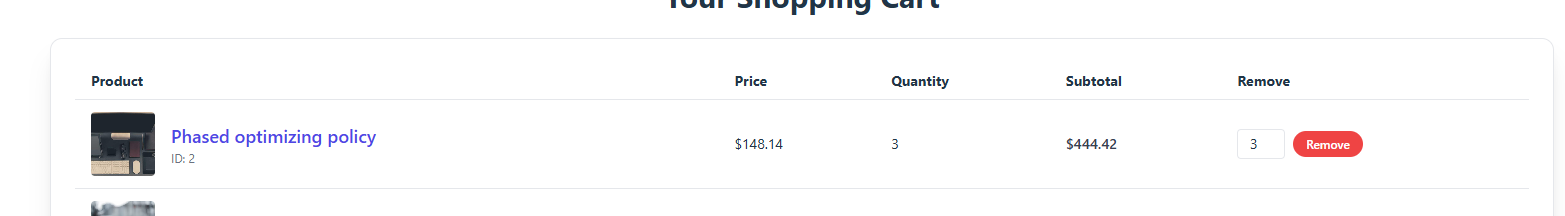 Your Shopping Cart
Product Price Quantity Subtotal Remove
Phased optimizing policy
ID: 2
$148.14 3 $444.42 3 Remove